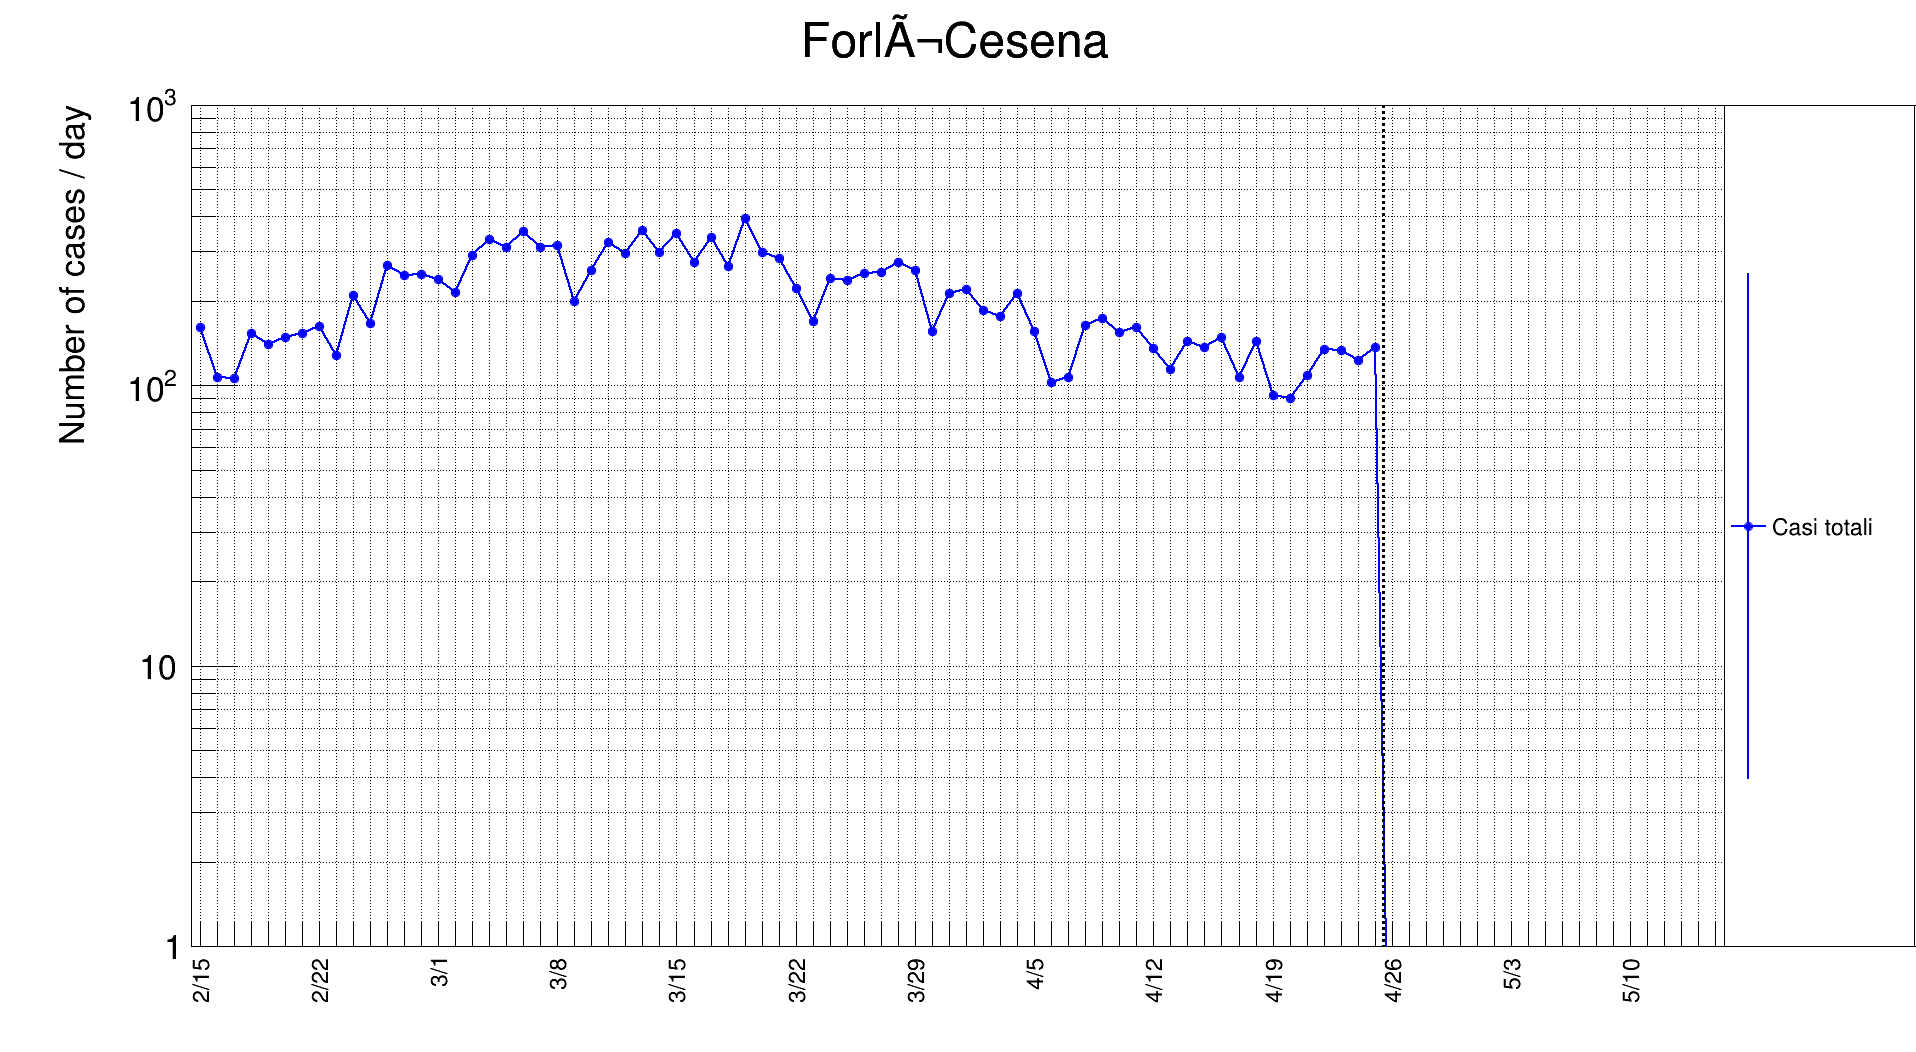 ForlÃ¬Cesena
Number of cases / day
10³
10²
10
1
2/15 2/22 3/1 3/8 3/15 3/22 3/29 4/5 4/12 4/19 4/26 5/3 5/10
Casi totali